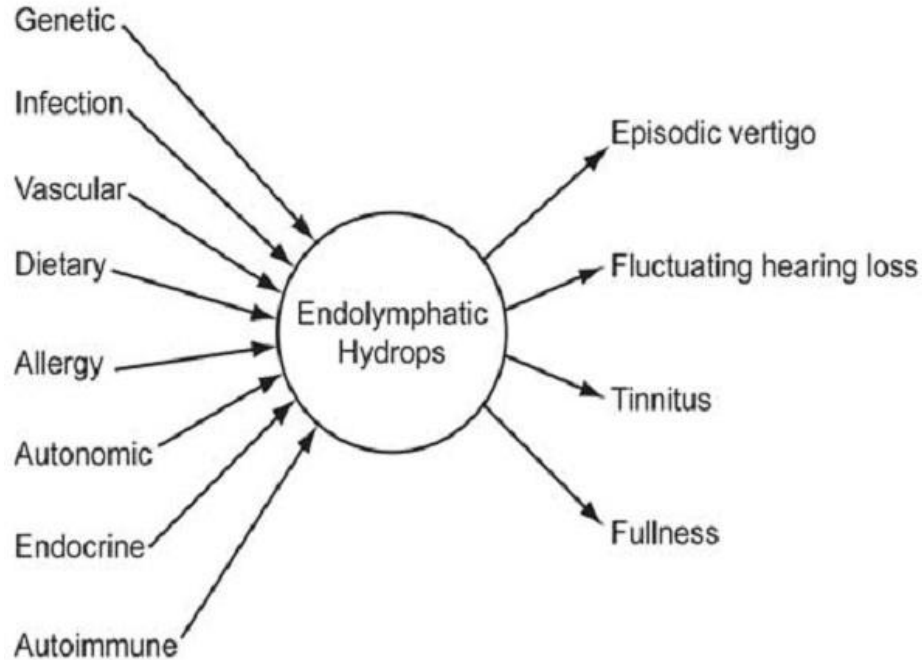 Genetic
Infection
Vascular
Dietary
Allergy
Autonomic
Endocrine
Autoimmune
Endolymphatic
Hydrops
Episodic vertigo
Fluctuating hearing loss
Tinnitus
Fullness